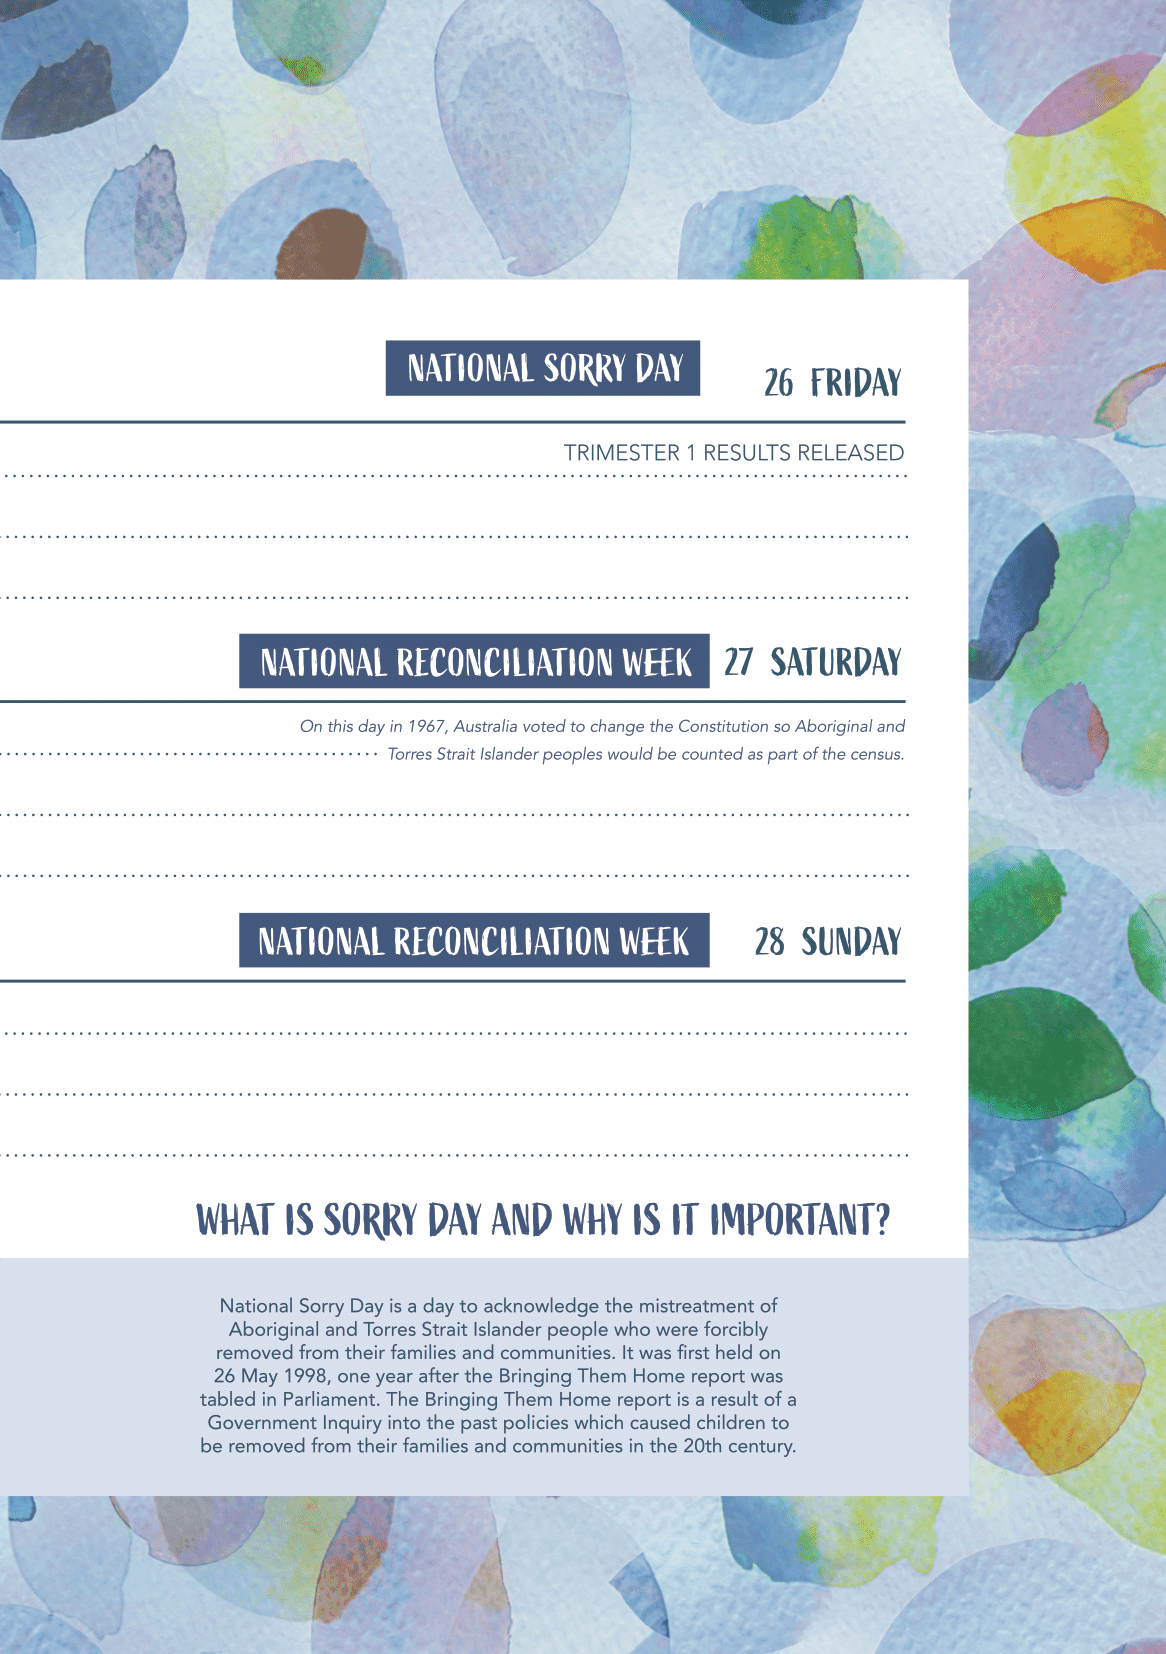 NATIONAL SORRY DAY
26 FRIDAY
TRIMESTER 1 RESULTS RELEASED
NATIONAL RECONCILIATION WEEK
27 SATURDAY
On this day in 1967, Australia voted to change the Constitution so Aboriginal and
Torres Strait Islander peoples would be counted as part of the census.
NATIONAL RECONCILIATION WEEK
28 SUNDAY
WHAT IS SORRY DAY AND WHY IS IT IMPORTANT?
National Sorry Day is a day to acknowledge the mistreatment of
Aboriginal and Torres Strait Islander people who were forcibly
removed from their families and communities. It was first held on
26 May 1998, one year after the Bringing Them Home report was
tabled in Parliament. The Bringing Them Home report is a result of a
Government Inquiry into the past policies which caused children to
be removed from their families and communities in the 20th century.